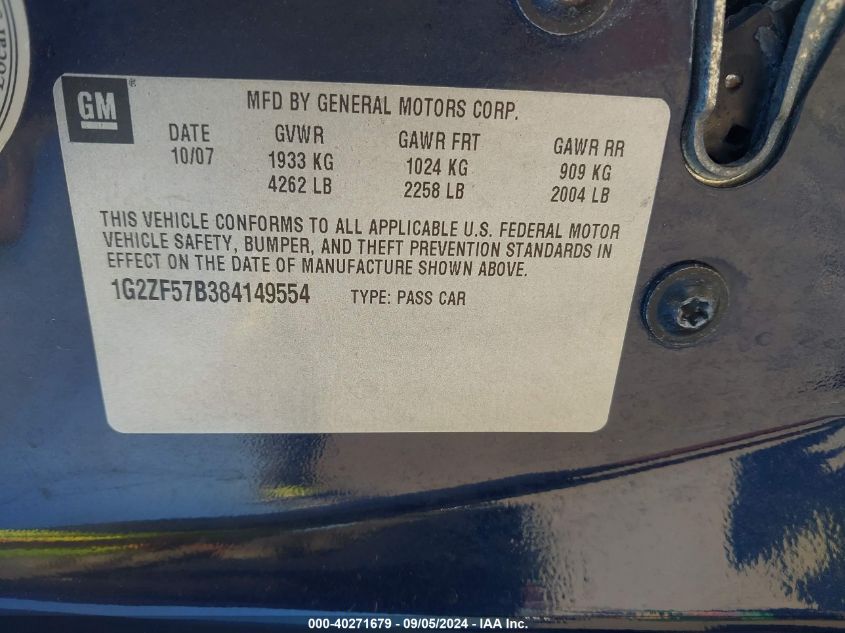 Local
GM
®
MFD BY GENERAL MOTORS CORP.
DATE GVWR GAWR FRT GAWR RR
10/07 1933 KG 1024 KG 909 KG
4262 LB 2258 LB 2004 LB
THIS VEHICLE CONFORMS TO ALL APPLICABLE U.S. FEDERAL MOTOR
VEHICLE SAFETY, BUMPER, AND THEFT PREVENTION STANDARDS IN
EFFECT ON THE DATE OF MANUFACTURE SHOWN ABOVE.
1G2ZF57B384149554 TYPE: PASS CAR
000-40271679 - 09/05/2024 - IAA Inc.